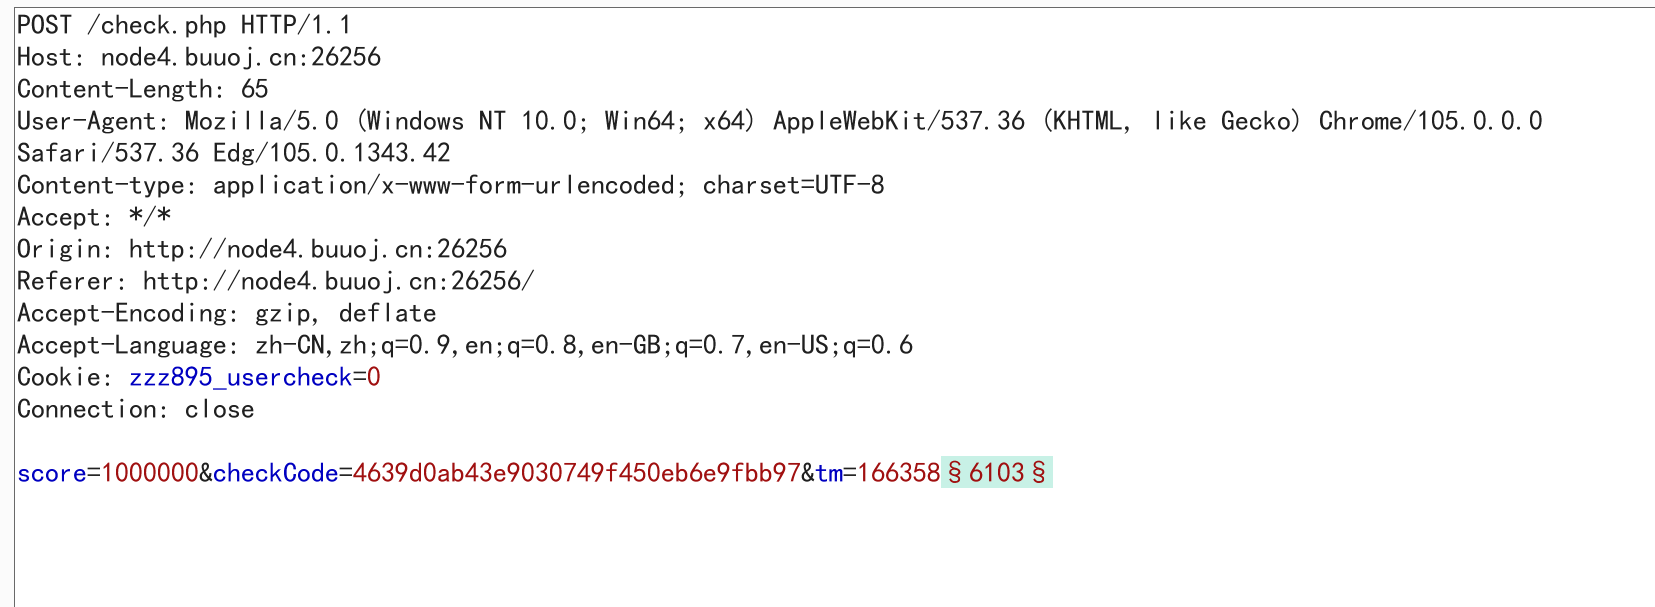 POST /check.php HTTP/1.1
Host: node4.buuoj.cn:26256
Content-Length: 65
User-Agent: Mozilla/5.0 (Windows NT 10.0; Win64; x64) AppleWebKit/537.36 (KHTML, like Gecko) Chrome/105.0.0.0
Safari/537.36 Edg/105.0.1343.42
Content-type: application/x-www-form-urlencoded; charset=UTF-8
Accept: */*
Origin: http://node4.buuoj.cn:26256
Referer: http://node4.buuoj.cn:26256/
Accept-Encoding: gzip, deflate
Accept-Language: zh-CN,zh;q=0.9,en;q=0.8,en-GB;q=0.7,en-US;q=0.6
Cookie: zzz895_usercheck=0
Connection: close
score=1000000&checkCode=4639d0ab43e9030749f450eb6e9fbb97&tm=166358§6103§